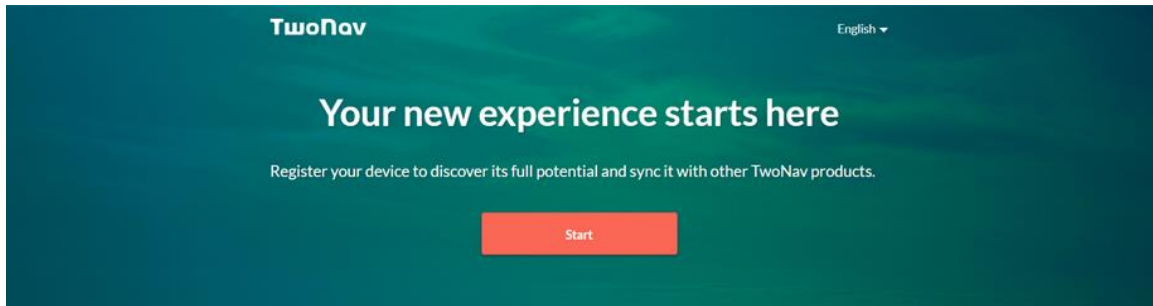 TwoNav
English
Your new experience starts here
Register your device to discover its full potential and sync it with other TwoNav products.
Start